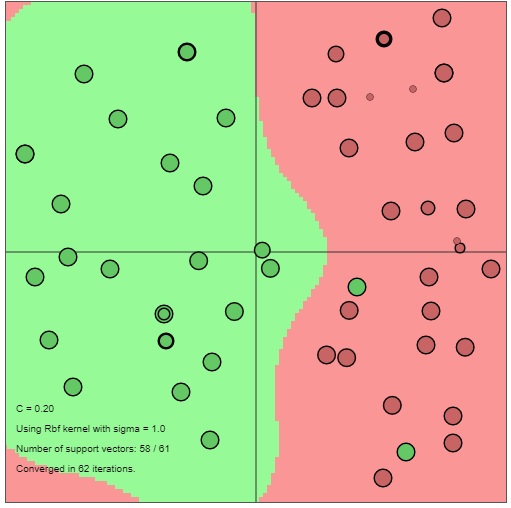 C = 0.20
Using Rbf kernel with sigma = 1.0
Number of support vectors: 58 / 61
Converged in 62 iterations.